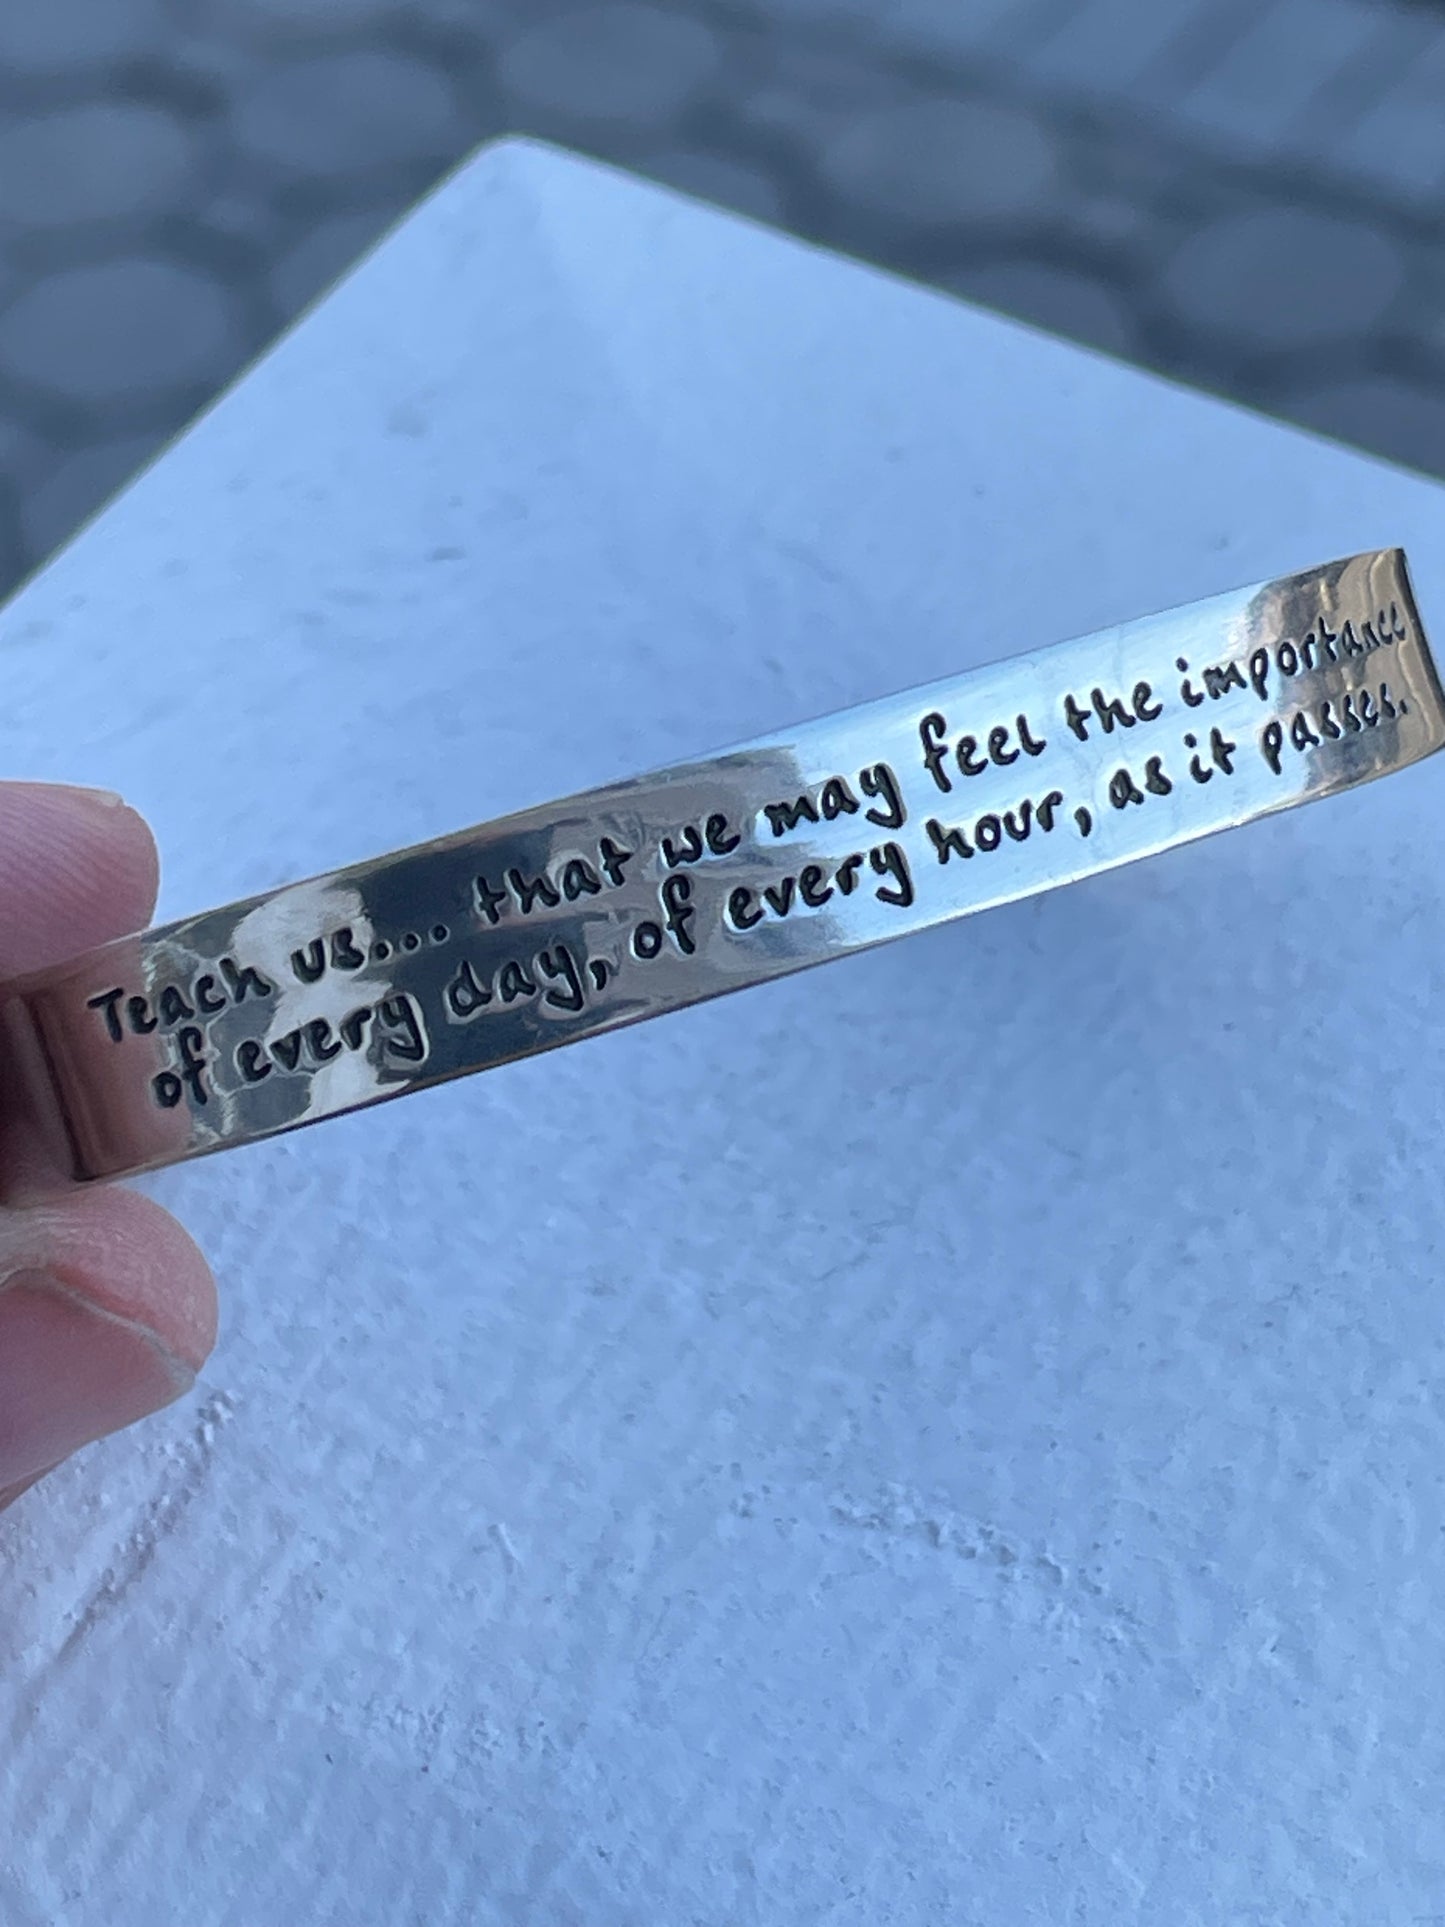 Teach us.... that we may feel the importance
of every day, of every hour, as it passes.